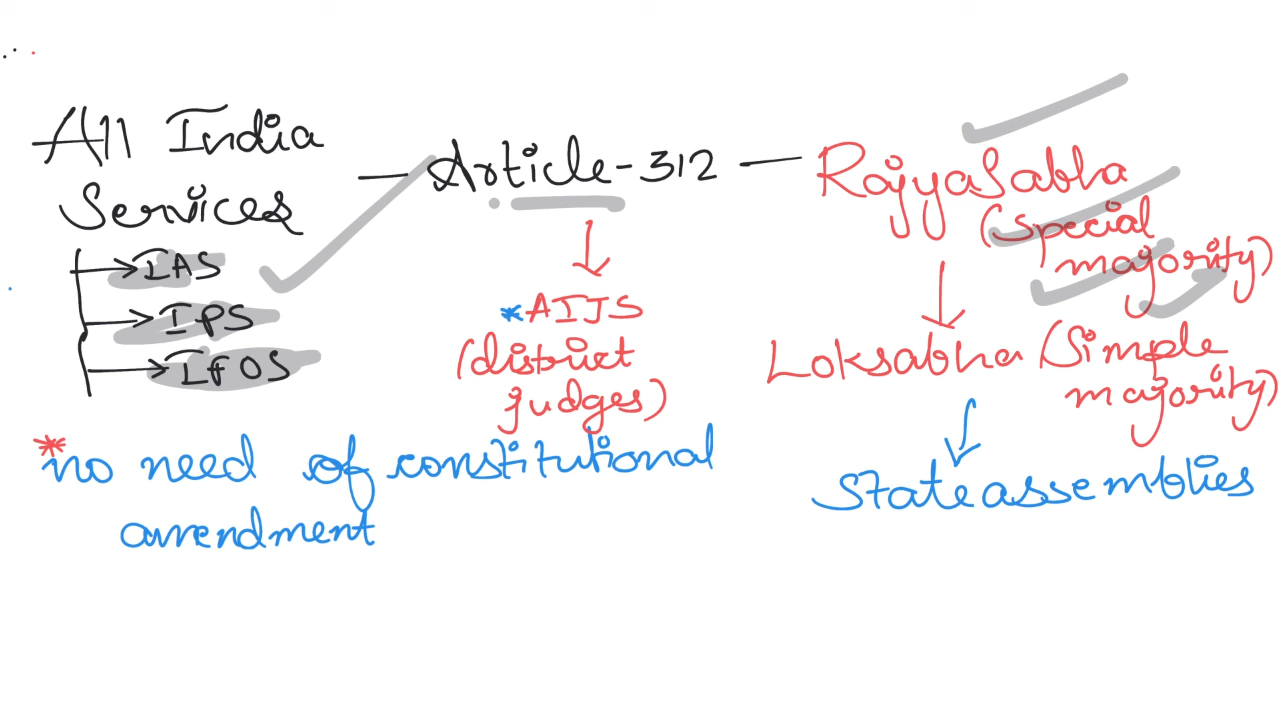 All India
Services
IAS
IPS
IFOS
— Article-312 — RajyaSabha
(special
majority)
*AIJS
(district
judges)
Loksabha (Simple
majority)
State assemblies
*no need of constitutional
amendment